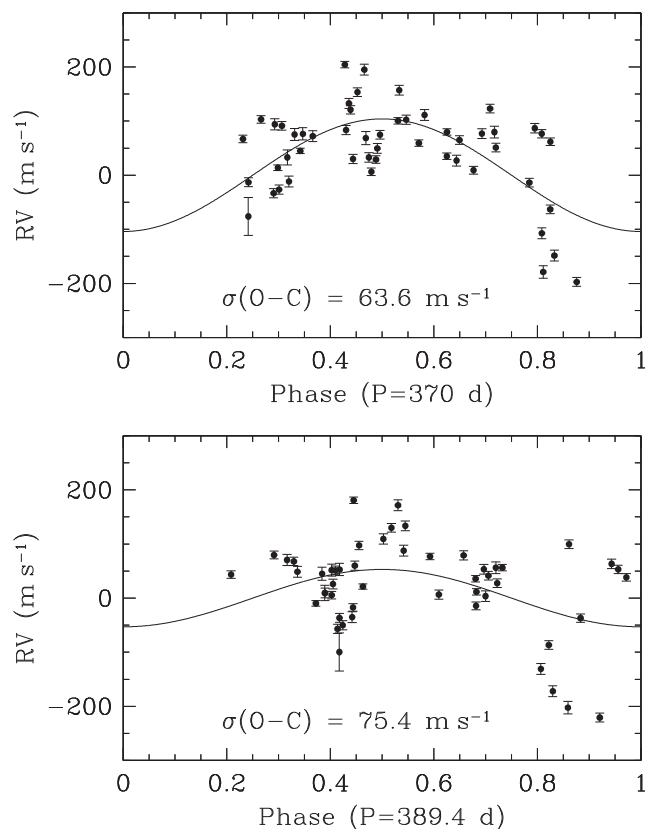 200
0
−200
RV (m s⁻¹)
σ(O−C) = 63.6 m s⁻¹
0 0.2 0.4 0.6 0.8 1
Phase (P=370 d)
200
0
−200
RV (m s⁻¹)
σ(O−C) = 75.4 m s⁻¹
0 0.2 0.4 0.6 0.8 1
Phase (P=389.4 d)